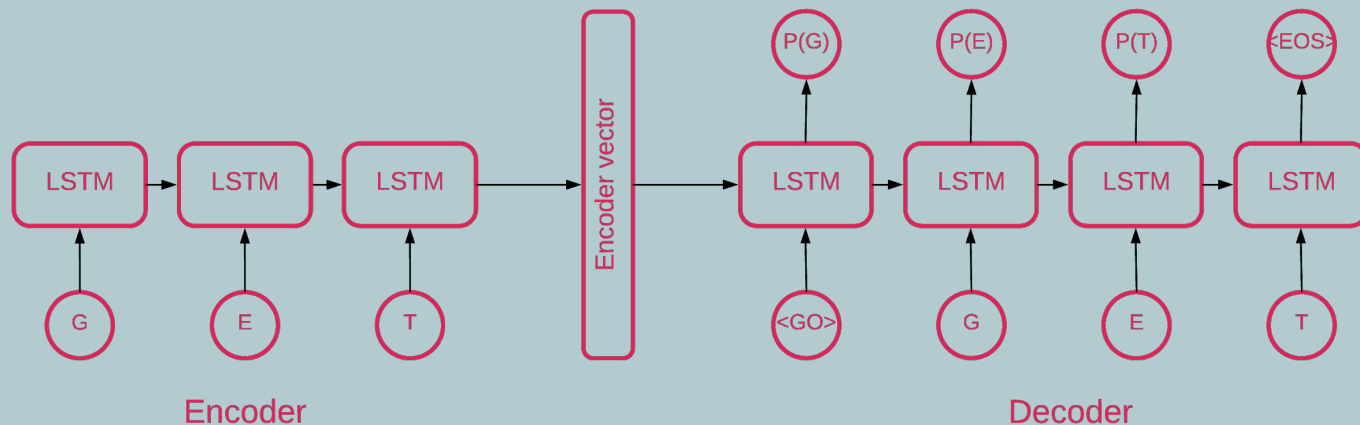 P(G) P(E) P(T) <EOS>
LSTM LSTM LSTM Encoder vector LSTM LSTM LSTM LSTM
G E T <GO> G E T
Encoder Decoder